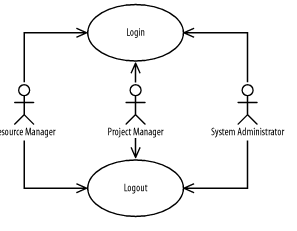 Login
esource Manager
Project Manager
System Administrator
Logout